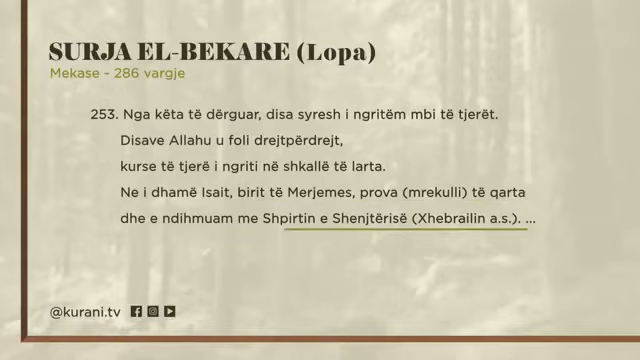 SURJA EL-BEKARE (Lopa)
Mekase - 286 vargje
253. Nga këta të dërguar, disa syresh i ngritëm mbi të tjerët.
Disave Allahu u foli drejtpërdrejt,
kurse të tjerë i ngriti në shkallë të larta.
Ne i dhamë Isait, birit të Merjemes, prova (mrekulli) të qarta
dhe e ndihmuam me Shpirtin e Shenjtërisë (Xhebrailin a.s.). ...
@kurani.tv